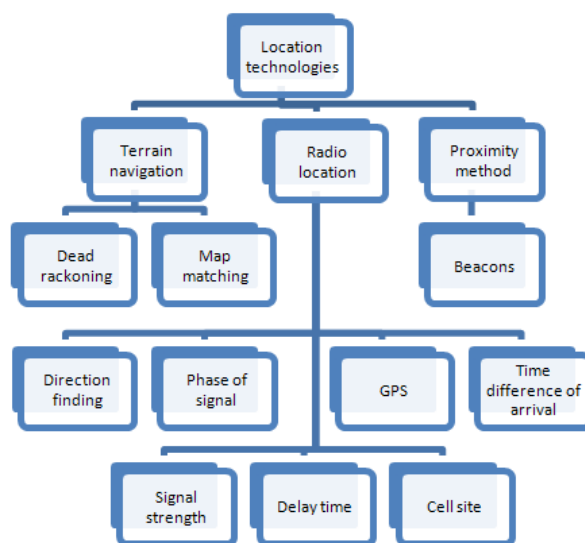 Location
technologies
Terrain
navigation
Radio
location
Proximity
method
Dead
rackoning
Map
matching
Beacons
Direction
finding
Phase of
signal
GPS
Time
difference of
arrival
Signal
strength
Delay time
Cell site